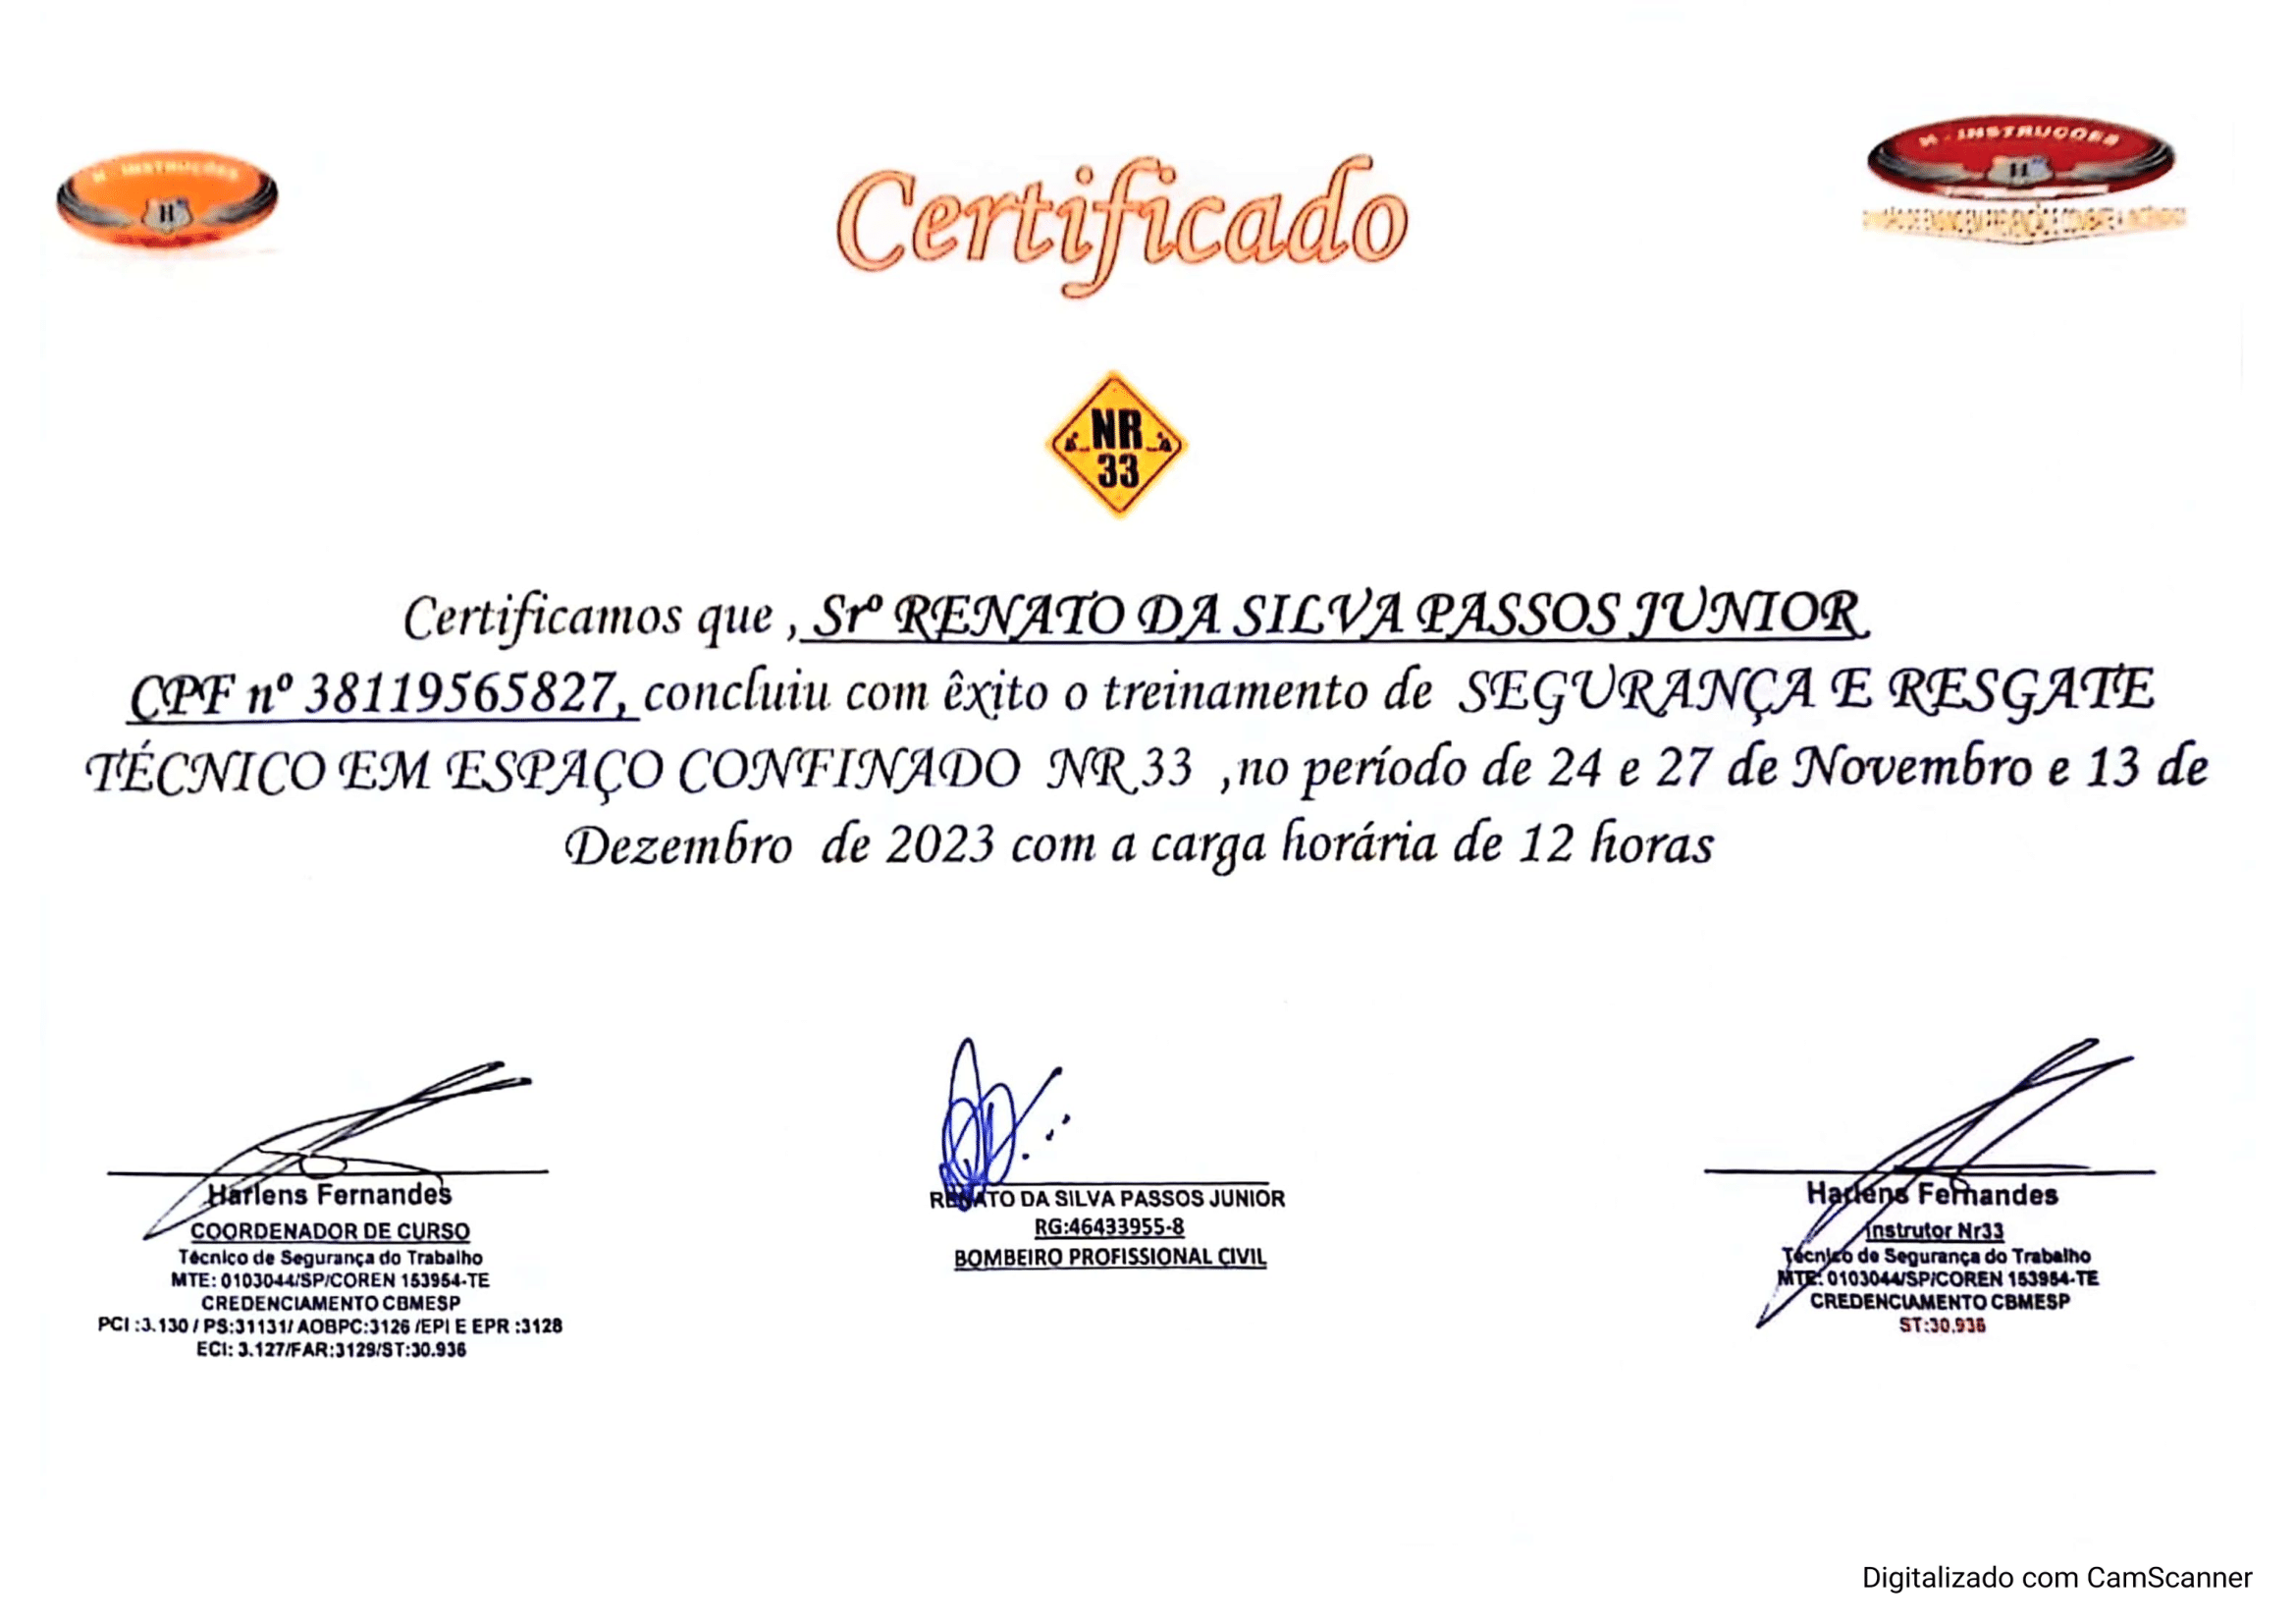 H - INSTRUÇÕES
H
Certificado
H - INSTRUÇÕES
H
NR
33
Certificamos que , Srº RENATO DA SILVA PASSOS JUNIOR
CPF nº 38119565827, concluiu com êxito o treinamento de SEGURANÇA E RESGATE
TÉCNICO EM ESPAÇO CONFINADO NR 33 ,no período de 24 e 27 de Novembro e 13 de
Dezembro de 2023 com a carga horária de 12 horas
Harlens Fernandes
COORDENADOR DE CURSO
Técnico de Segurança do Trabalho
MTE: 0103044/SP/COREN 153954-TE
CREDENCIAMENTO CBMESP
PCI :3.130 / PS:31131/ AOBPC:3126 /EPI E EPR :3128
ECI: 3.127/FAR:3129/ST:30.936
RENATO DA SILVA PASSOS JUNIOR
RG:46433955-8
BOMBEIRO PROFISSIONAL CIVIL
Harlens Fernandes
Instrutor Nr33
Técnico de Segurança do Trabalho
MTE: 0103044/SP/COREN 153954-TE
CREDENCIAMENTO CBMESP
ST:30.936
Digitalizado com CamScanner